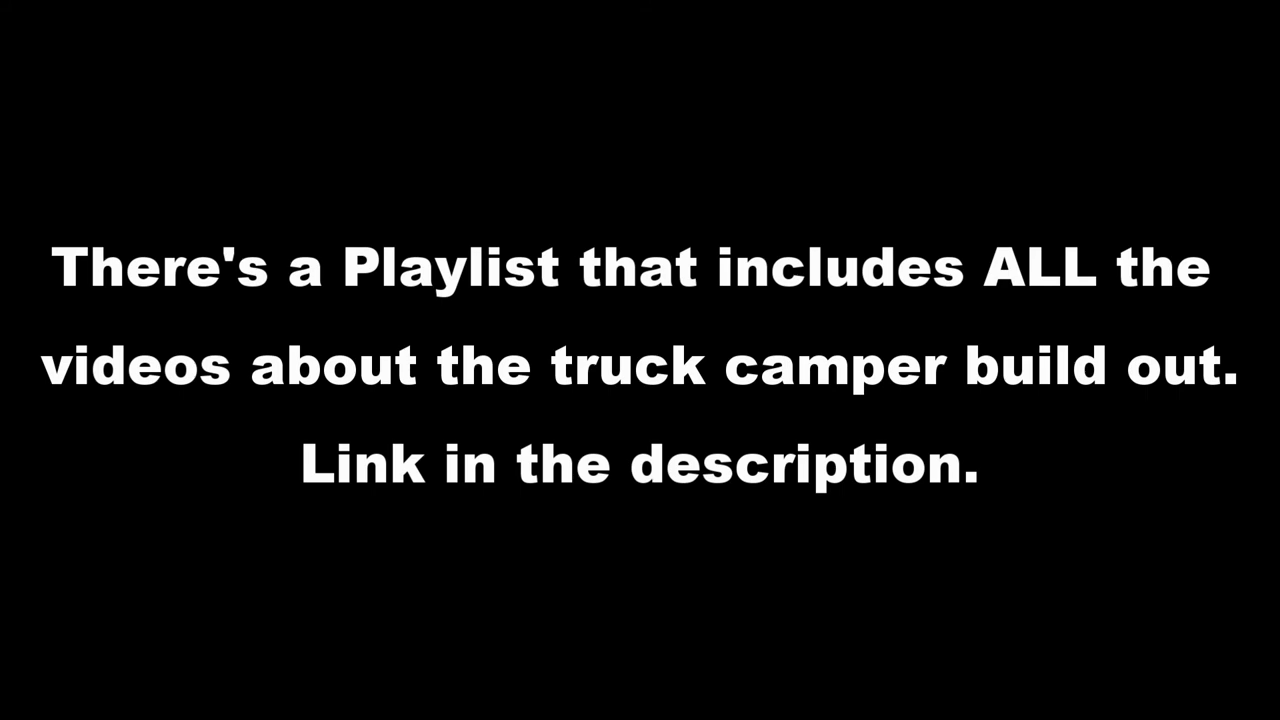 There's a Playlist that includes ALL the
videos about the truck camper build out.
Link in the description.